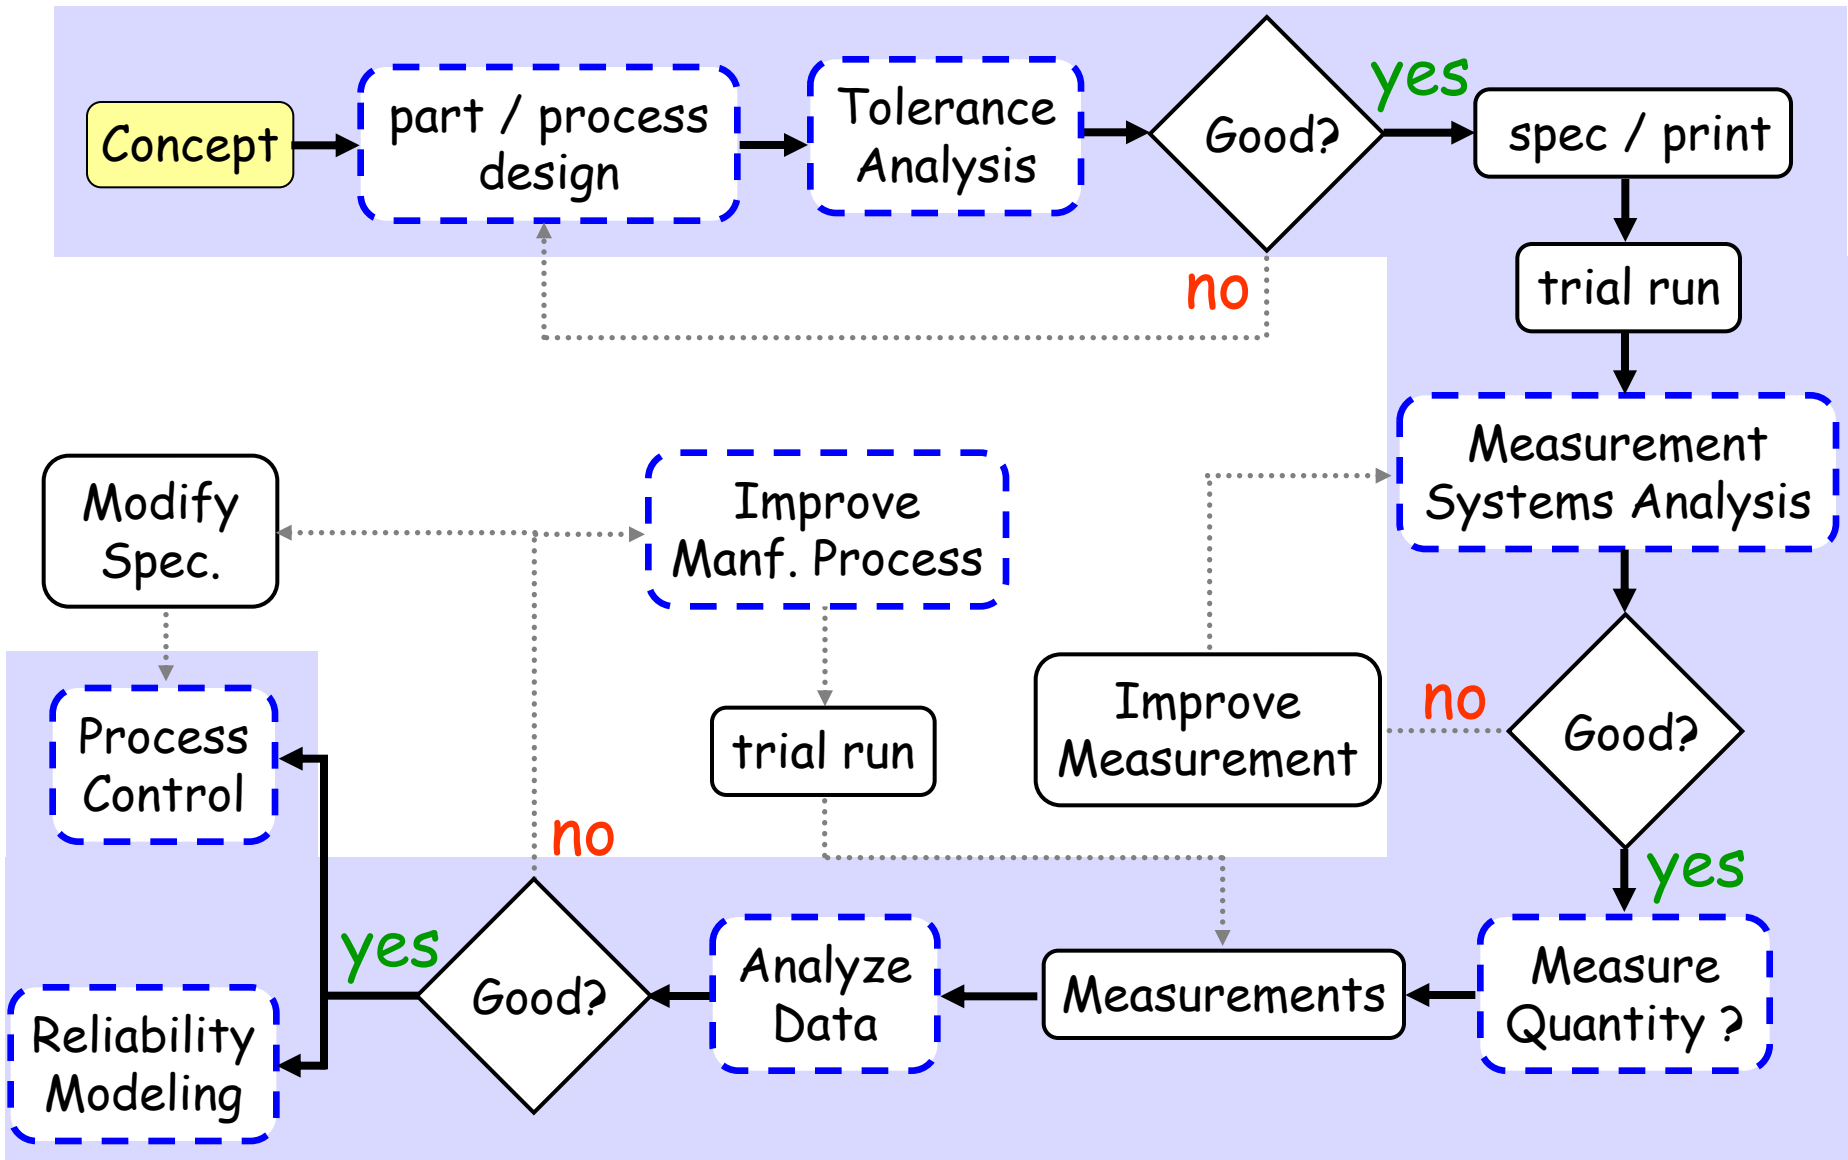 Concept
part / process
design
Tolerance
Analysis
Good?
yes
spec / print
no
trial run
Measurement
Systems Analysis
Modify
Spec.
Improve
Manf. Process
Improve
Measurement
no
Good?
Process
Control
trial run
no
yes
yes
Reliability
Modeling
Good?
Analyze
Data
Measurements
Measure
Quantity ?